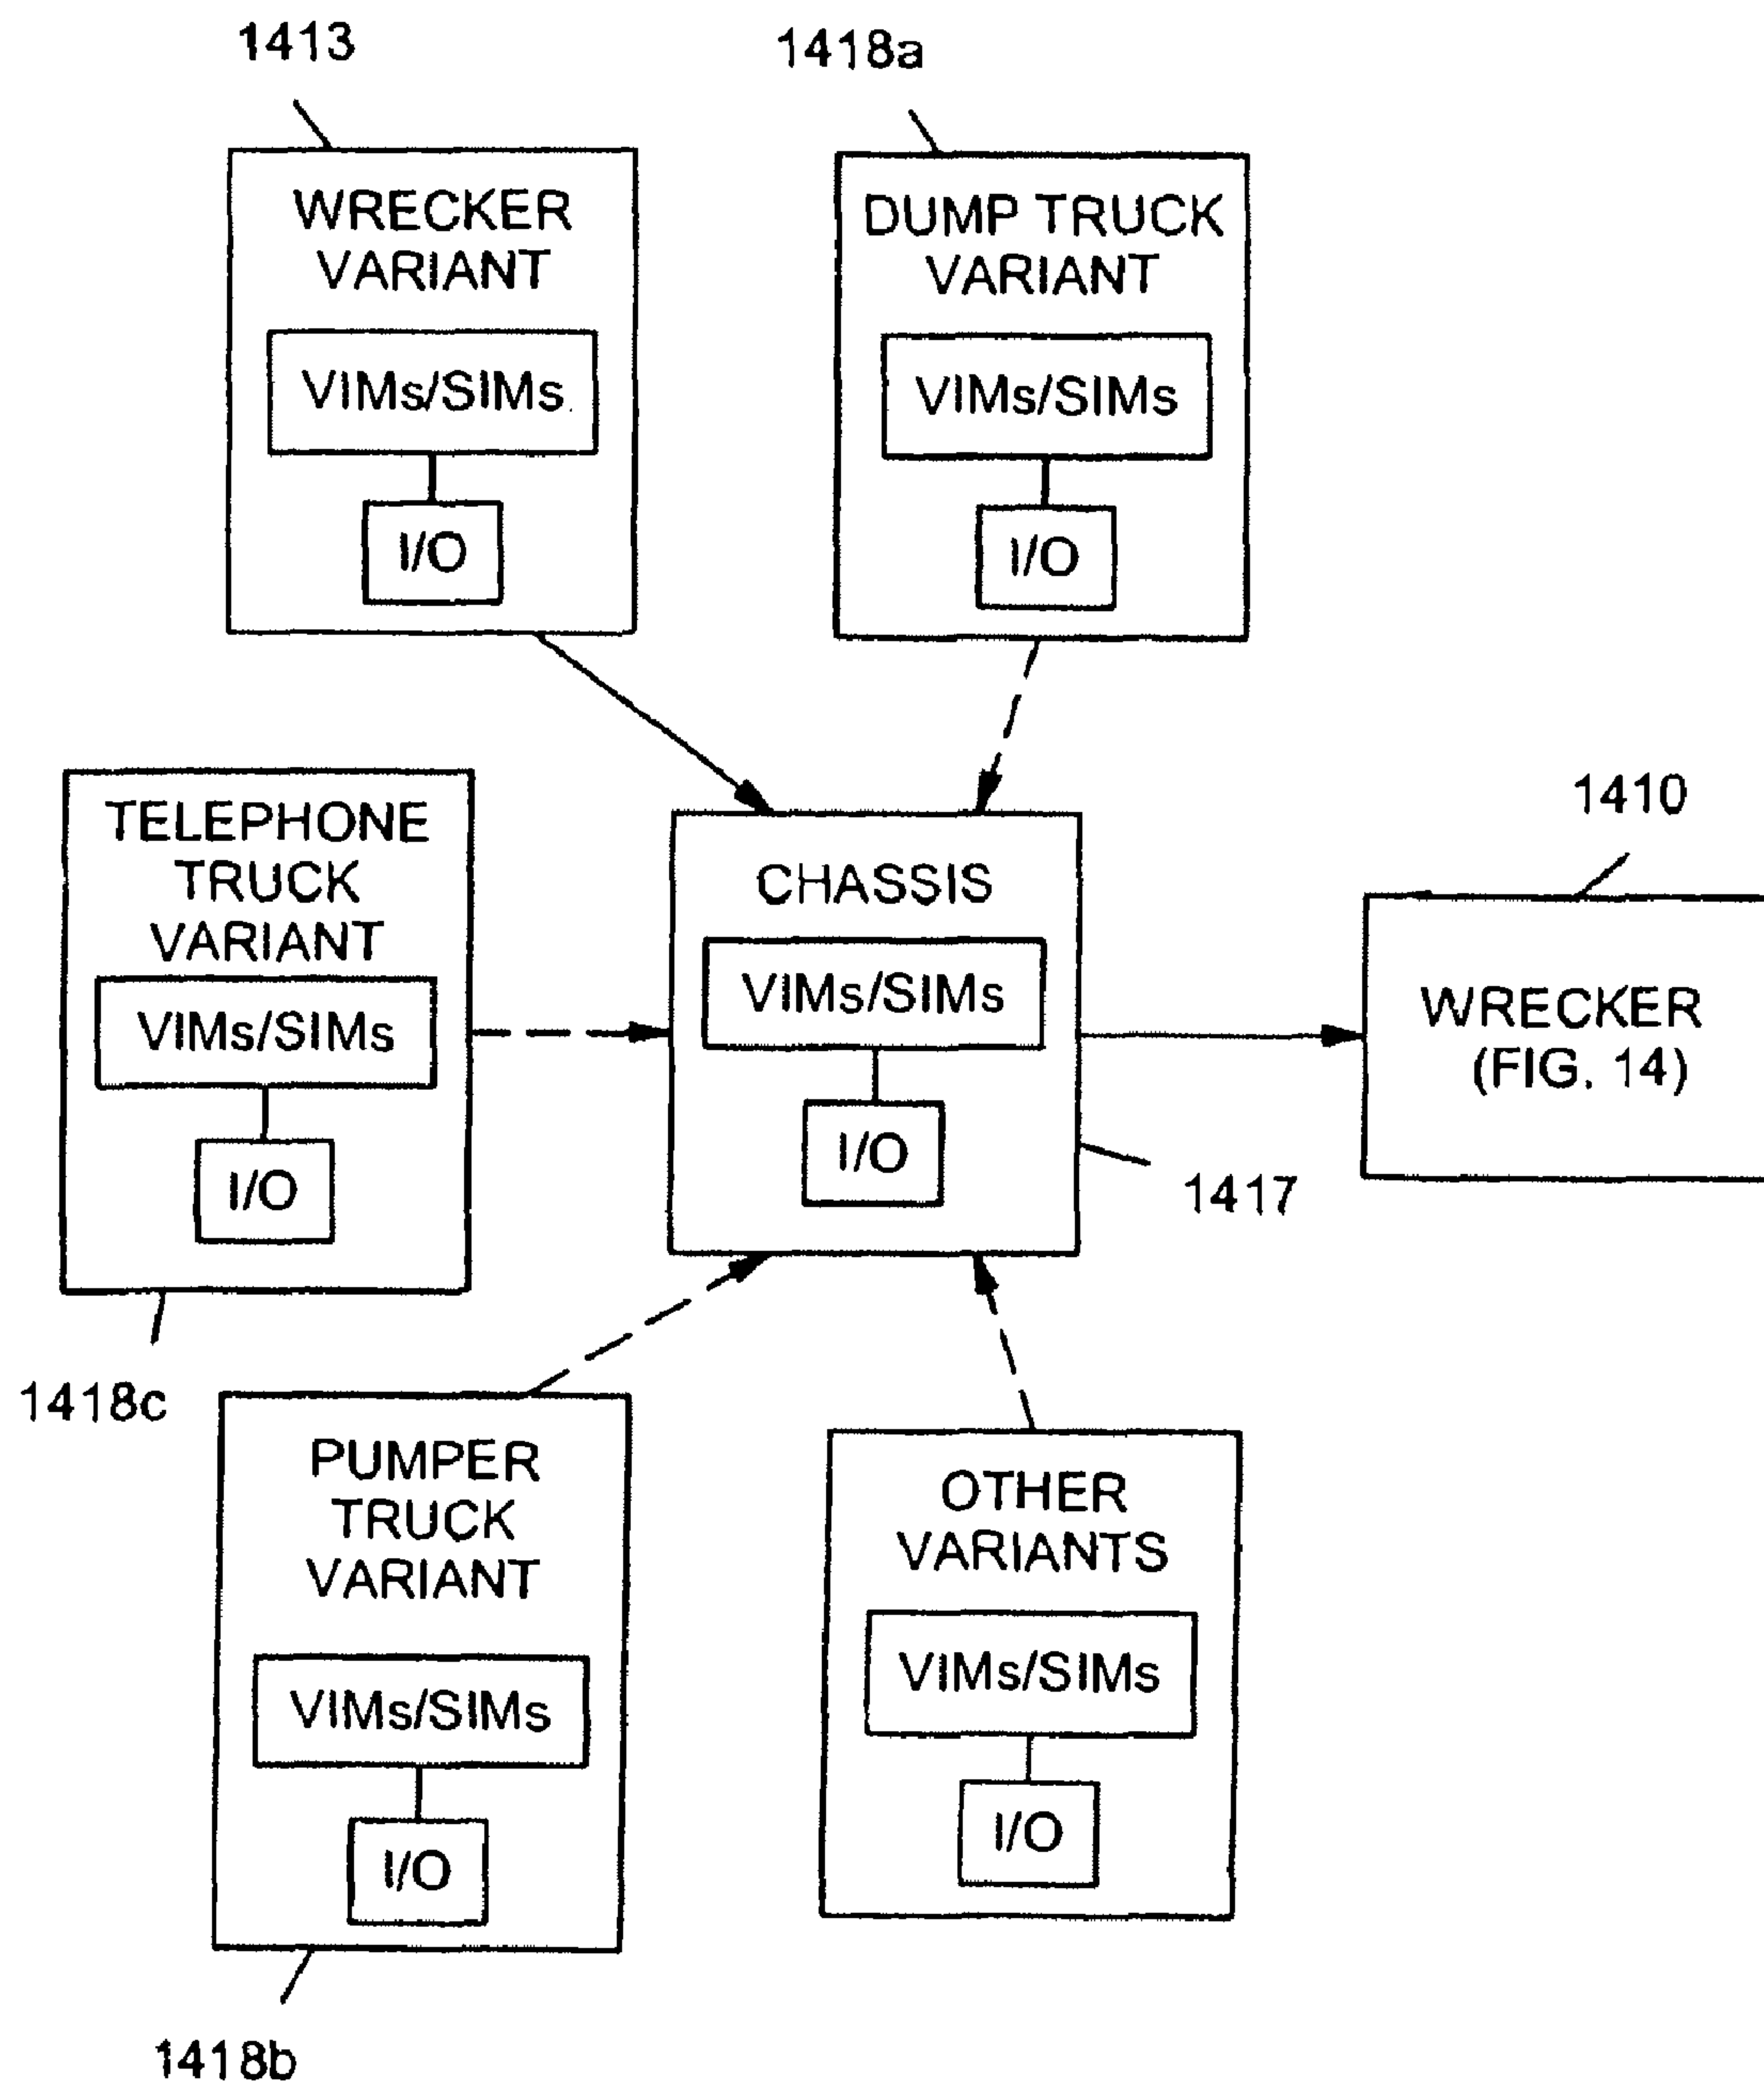 1413
1418a
WRECKER
VARIANT
VIMs/SIMs
I/O
DUMP TRUCK
VARIANT
VIMs/SIMs
I/O
TELEPHONE
TRUCK
VARIANT
VIMs/SIMs
I/O
1418c
CHASSIS
VIMs/SIMs
I/O
1417
1410
WRECKER
(FIG. 14)
PUMPER
TRUCK
VARIANT
VIMs/SIMs
I/O
1418b
OTHER
VARIANTS
VIMs/SIMs
I/O